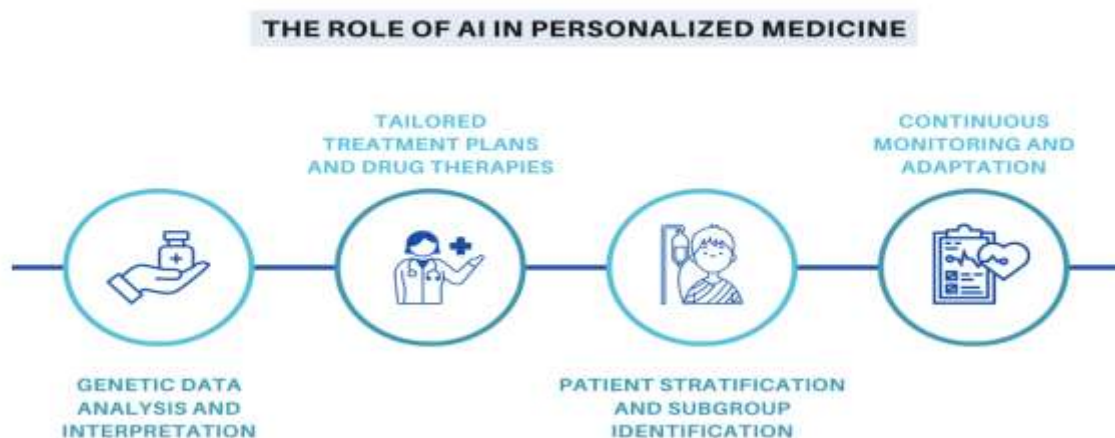 THE ROLE OF AI IN PERSONALIZED MEDICINE
TAILORED
TREATMENT PLANS
AND DRUG THERAPIES
CONTINUOUS
MONITORING AND
ADAPTATION
GENETIC DATA
ANALYSIS AND
INTERPRETATION
PATIENT STRATIFICATION
AND SUBGROUP
IDENTIFICATION